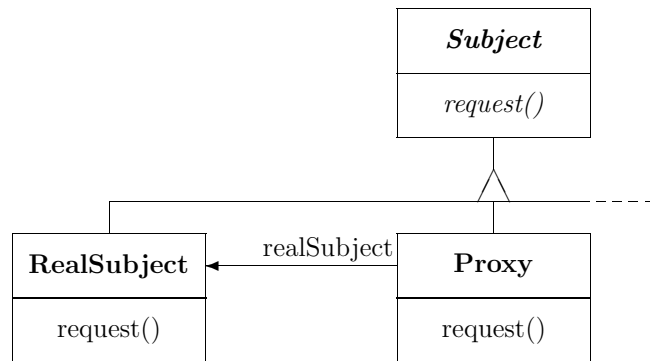 Subject
request()
realSubject
RealSubject
Proxy
request()
request()